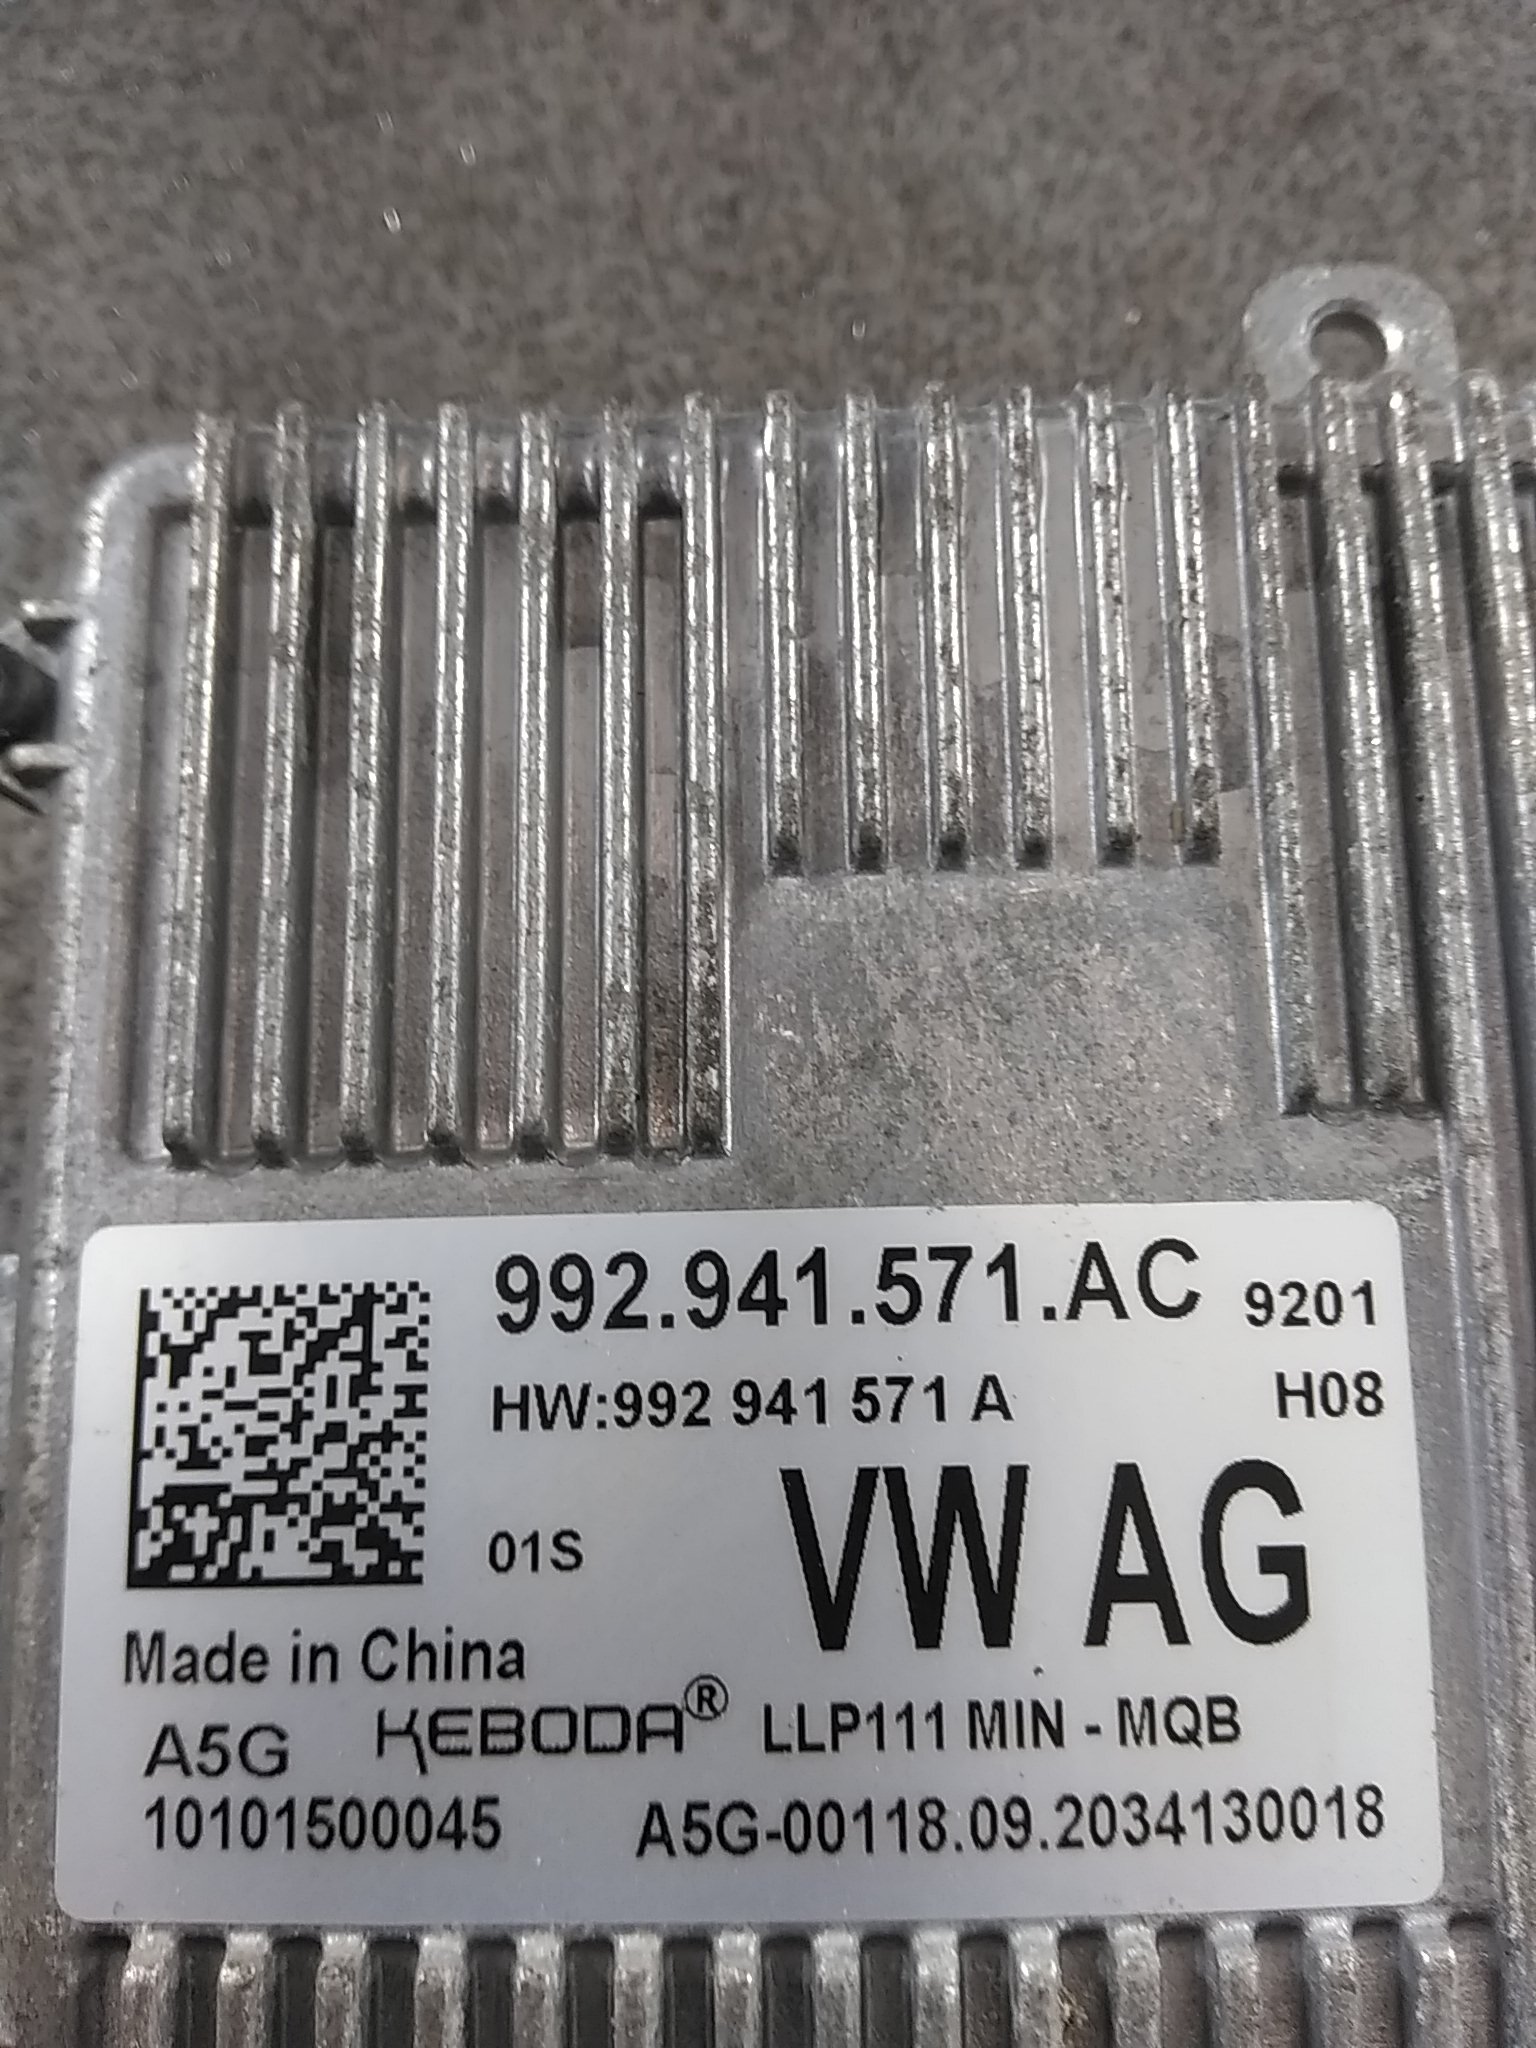 992.941.571.AC 9201
HW:992 941 571 A H08
01S VW AG
Made in China
A5G KEBODA® LLP111 MIN - MQB
10101500045 A5G-00118.09.2034130018